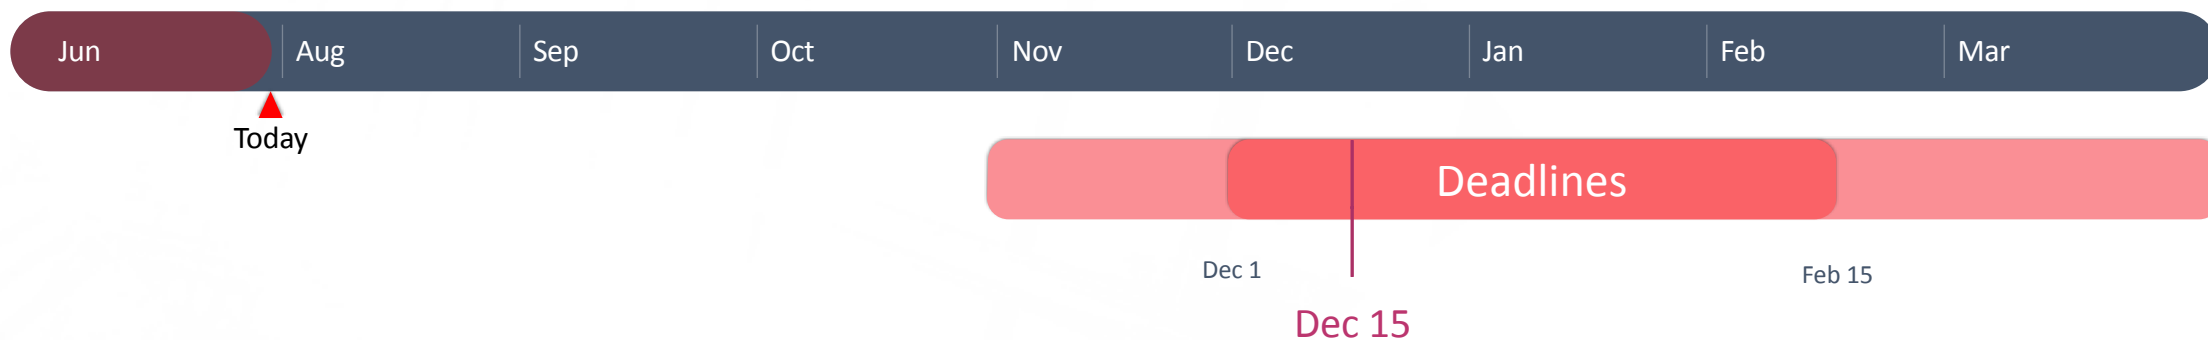 Jun Aug Sep Oct Nov Dec Jan Feb Mar
Today
Deadlines
Dec 1 Feb 15
Dec 15